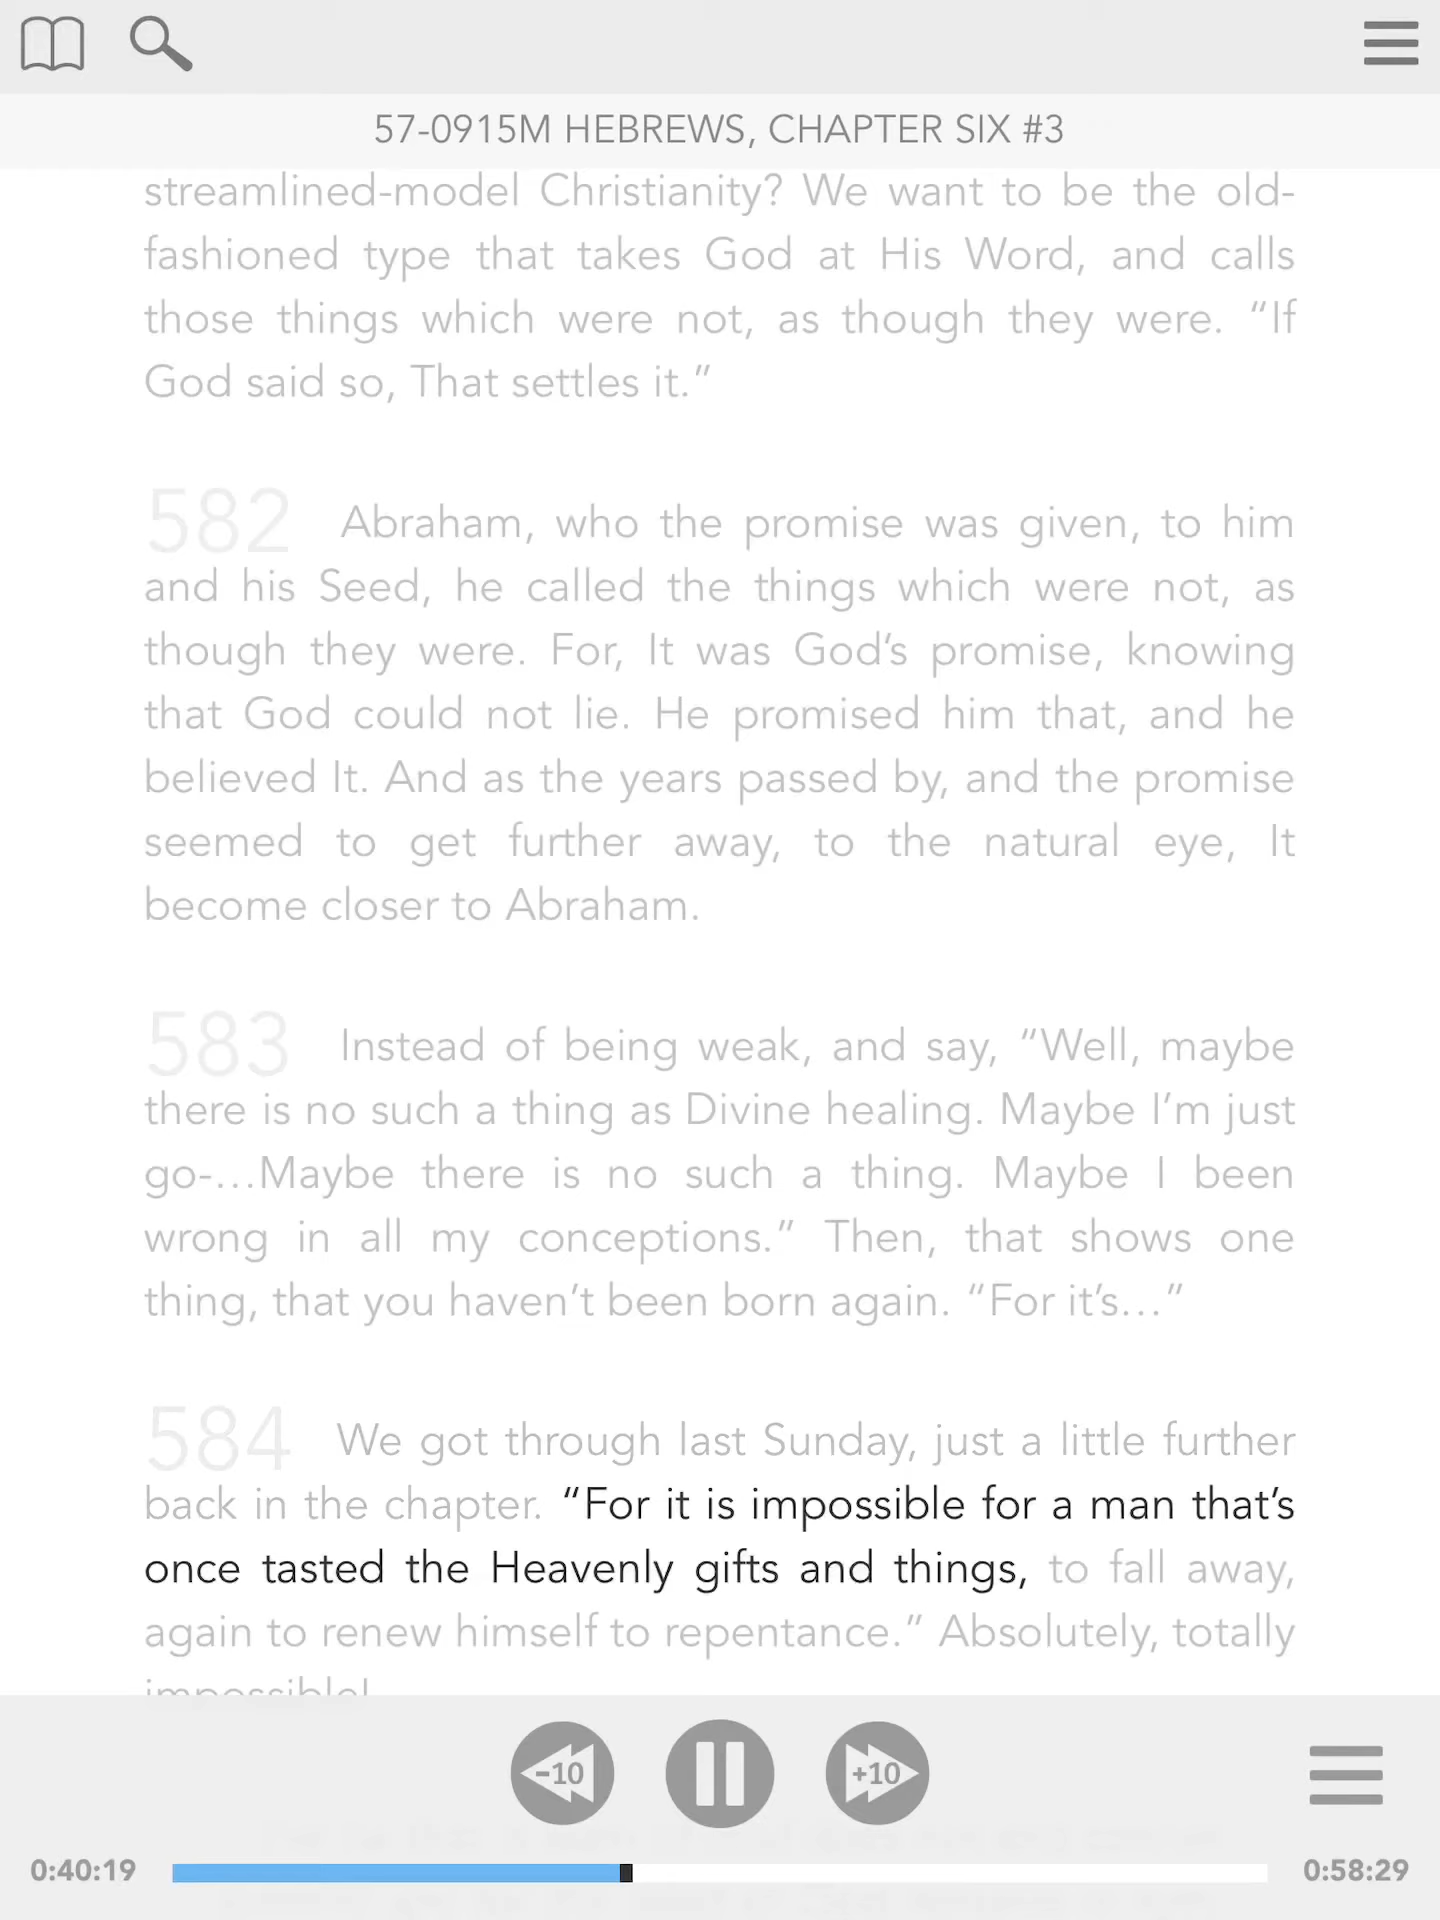 57-0915M HEBREWS, CHAPTER SIX #3
streamlined-model Christianity? We want to be the old-
fashioned type that takes God at His Word, and calls
those things which were not, as though they were. “If
God said so, That settles it.”
582 Abraham, who the promise was given, to him
and his Seed, he called the things which were not, as
though they were. For, It was God’s promise, knowing
that God could not lie. He promised him that, and he
believed It. And as the years passed by, and the promise
seemed to get further away, to the natural eye, It
become closer to Abraham.
583 Instead of being weak, and say, “Well, maybe
there is no such a thing as Divine healing. Maybe I’m just
go-…Maybe there is no such a thing. Maybe I been
wrong in all my conceptions.” Then, that shows one
thing, that you haven’t been born again. “For it’s…”
584 We got through last Sunday, just a little further
back in the chapter. “For it is impossible for a man that’s
once tasted the Heavenly gifts and things, to fall away,
again to renew himself to repentance.” Absolutely, totally
impossible!
-10 +10
0:40:19 0:58:29